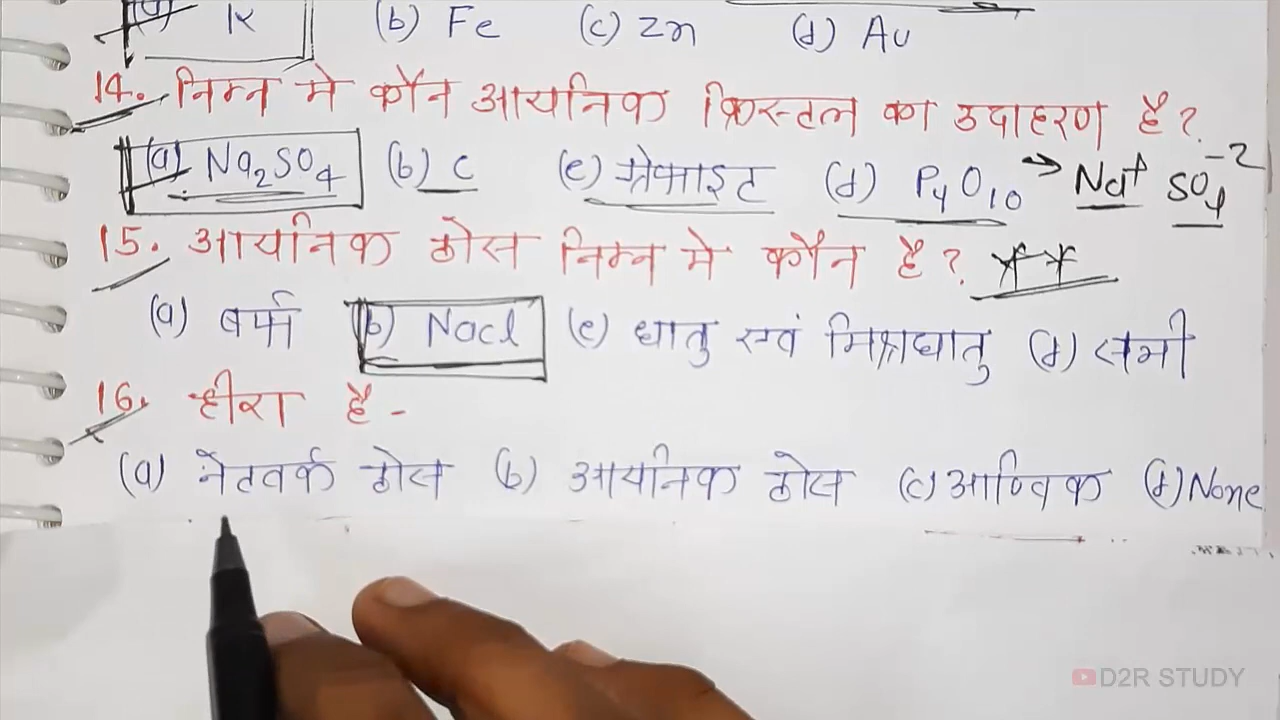 (a) K (b) Fe (c) Zn (d) Au
14. निम्न मे कौन आयनिक क्रिस्टल का उदाहरण है?
(a) Na₂SO₄ (b) C (c) ग्रेफाइट (d) P₄O₁₀ → Na⁺ SO₄⁻²
15. आयनिक ठोस निम्न मे कौन है? **
(a) बर्फ (b) NaCl (c) धातु एवं मिश्रधातु (d) सभी
16. हीरा है -
(a) नेटवर्क ठोस (b) आयनिक ठोस (c) आण्विक (d) None
D2R STUDY